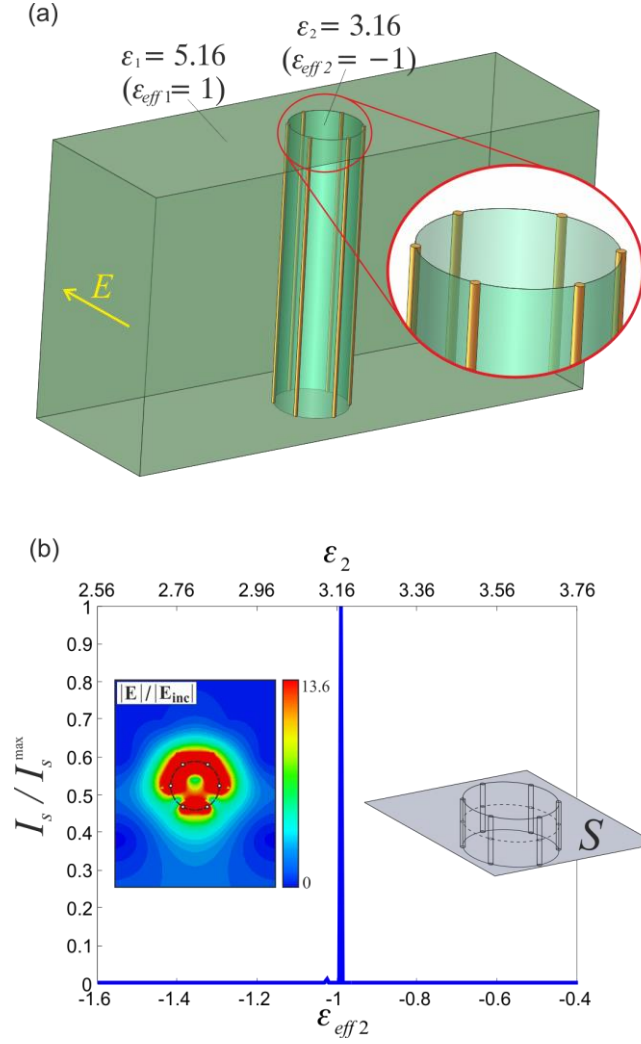 (a)
ε₁ = 5.16
(ε_eff 1 = 1)
ε₂ = 3.16
(ε_eff 2 = −1)
E
(b)
ε₂
2.56 2.76 2.96 3.16 3.36 3.56 3.76
1
0.9
0.8
0.7
0.6
0.5
0.4
0.3
0.2
0.1
0
I_s / I_s^max
|E| / |E_inc|
13.6
0
S
-1.6 -1.4 -1.2 -1 -0.8 -0.6 -0.4
ε_eff 2